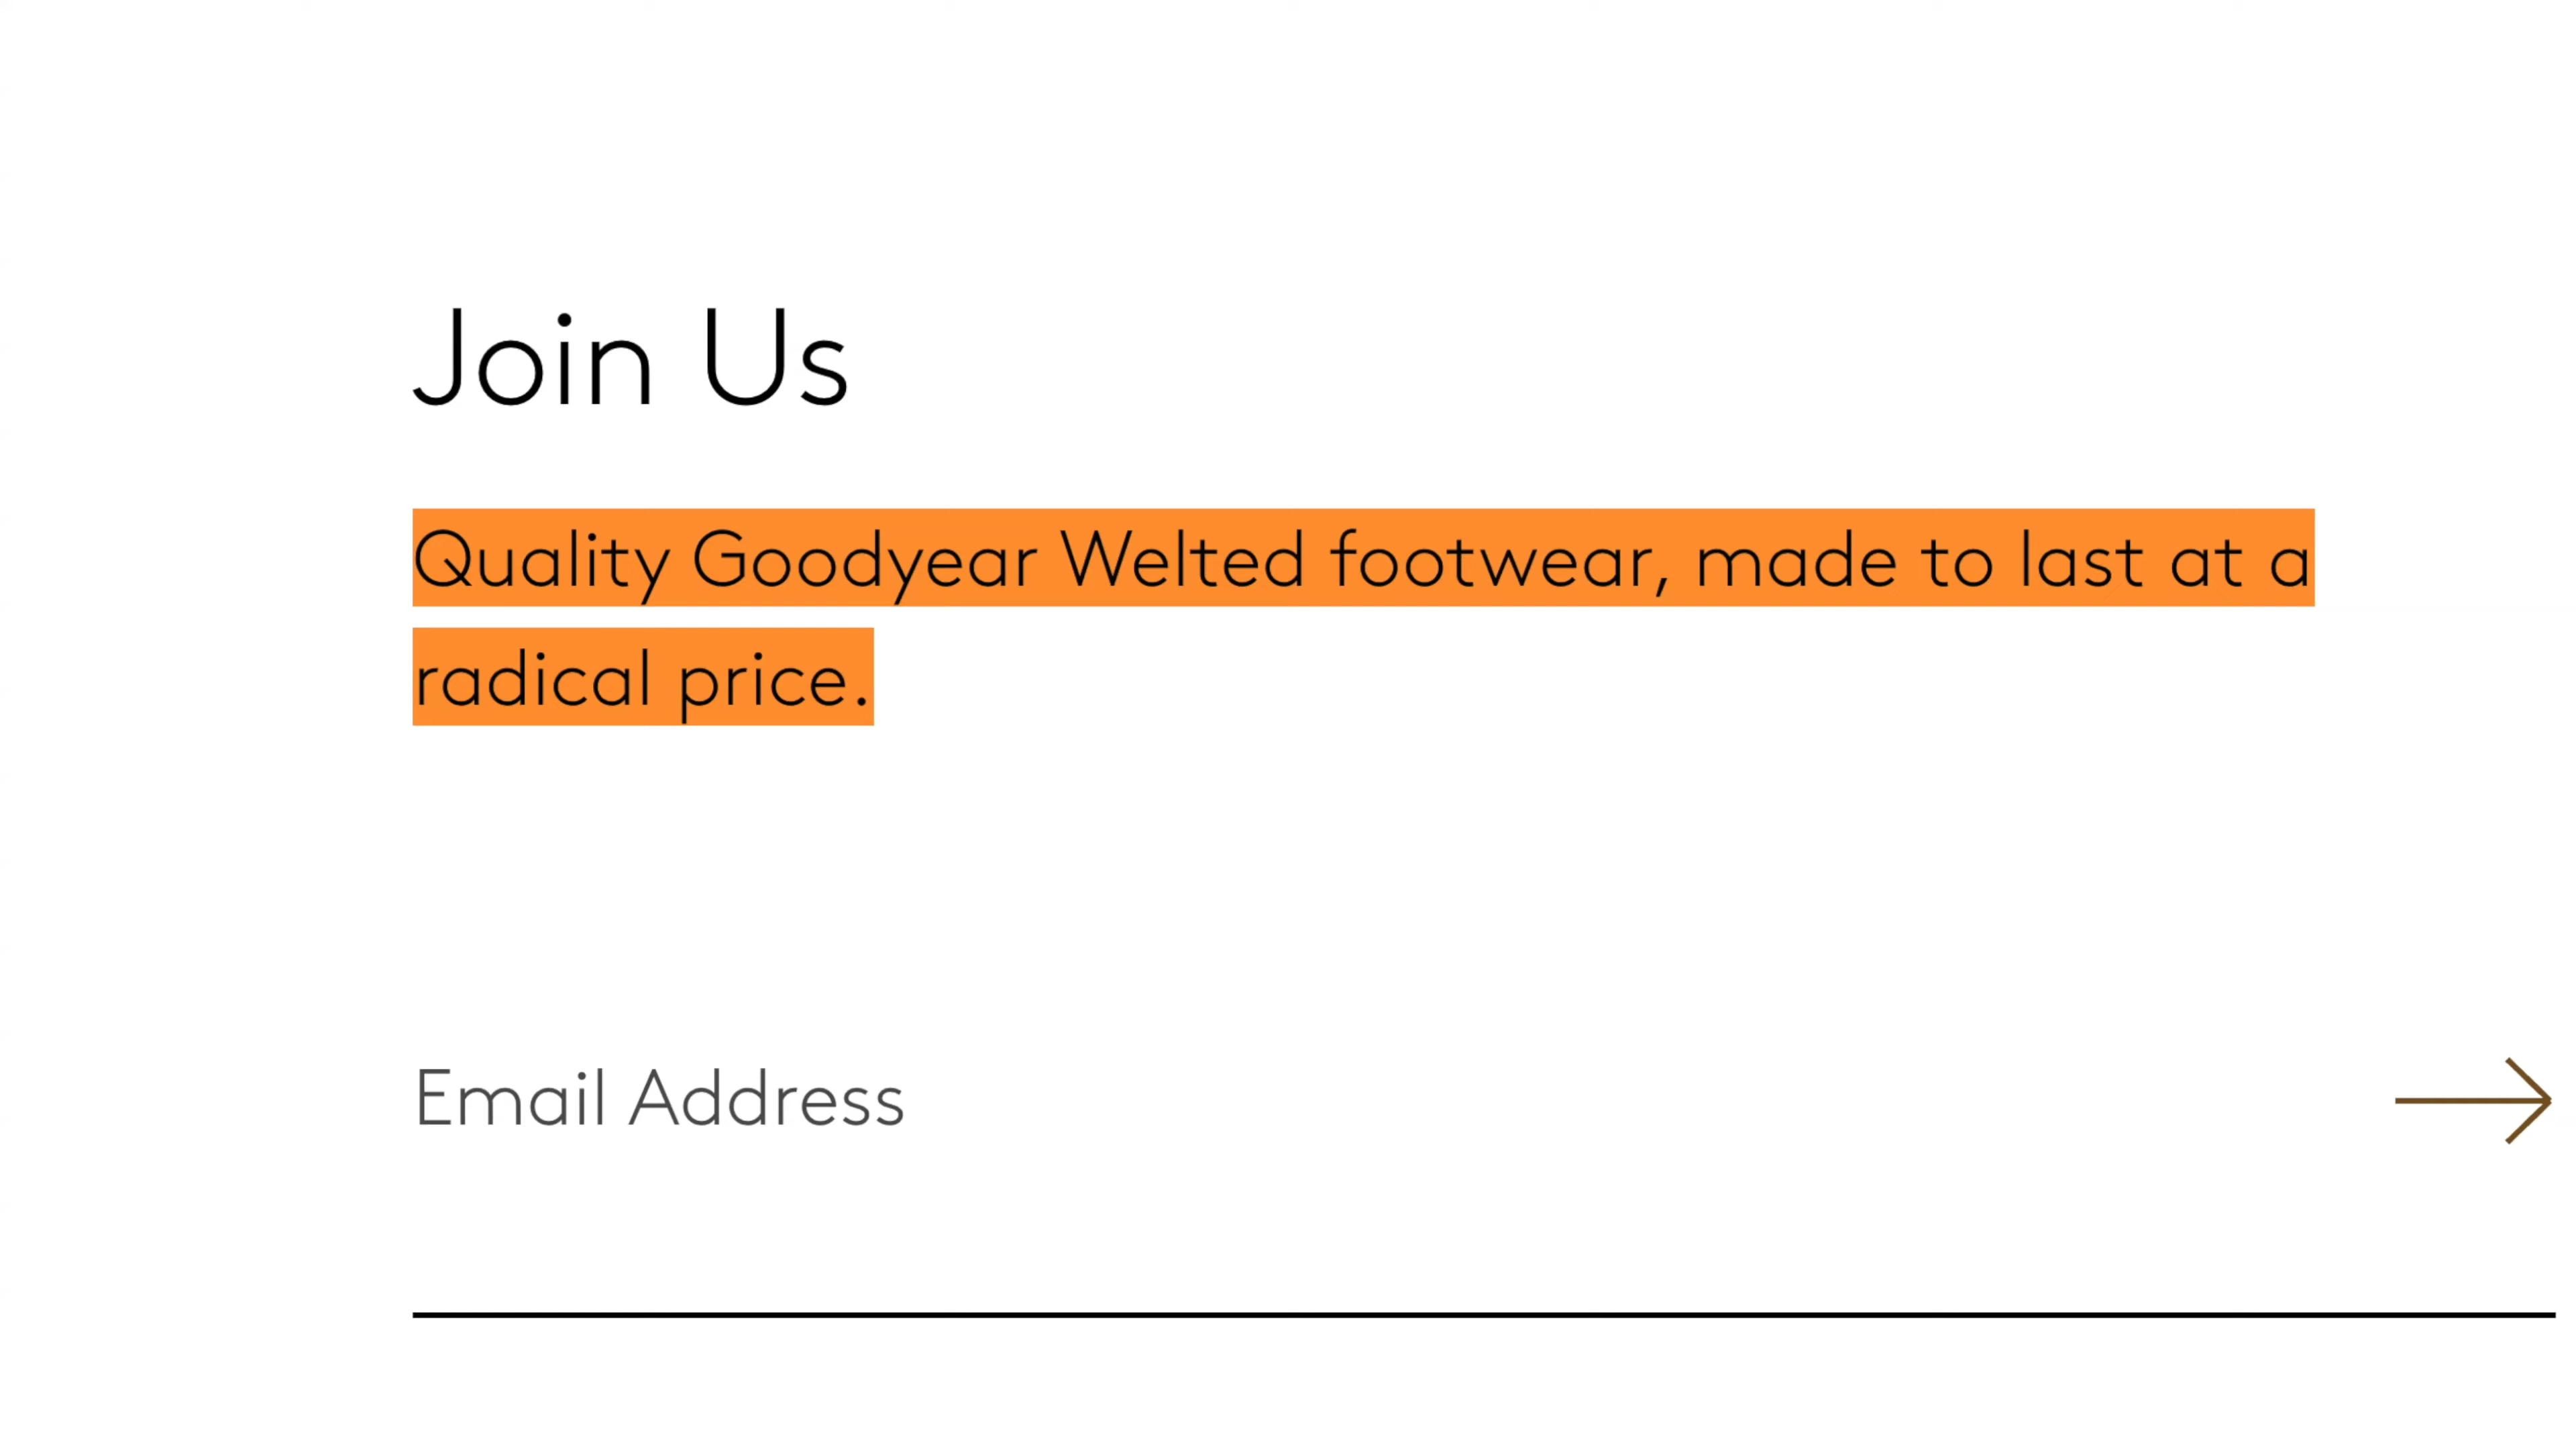 Join Us
Quality Goodyear Welted footwear, made to last at a
radical price.
Email Address